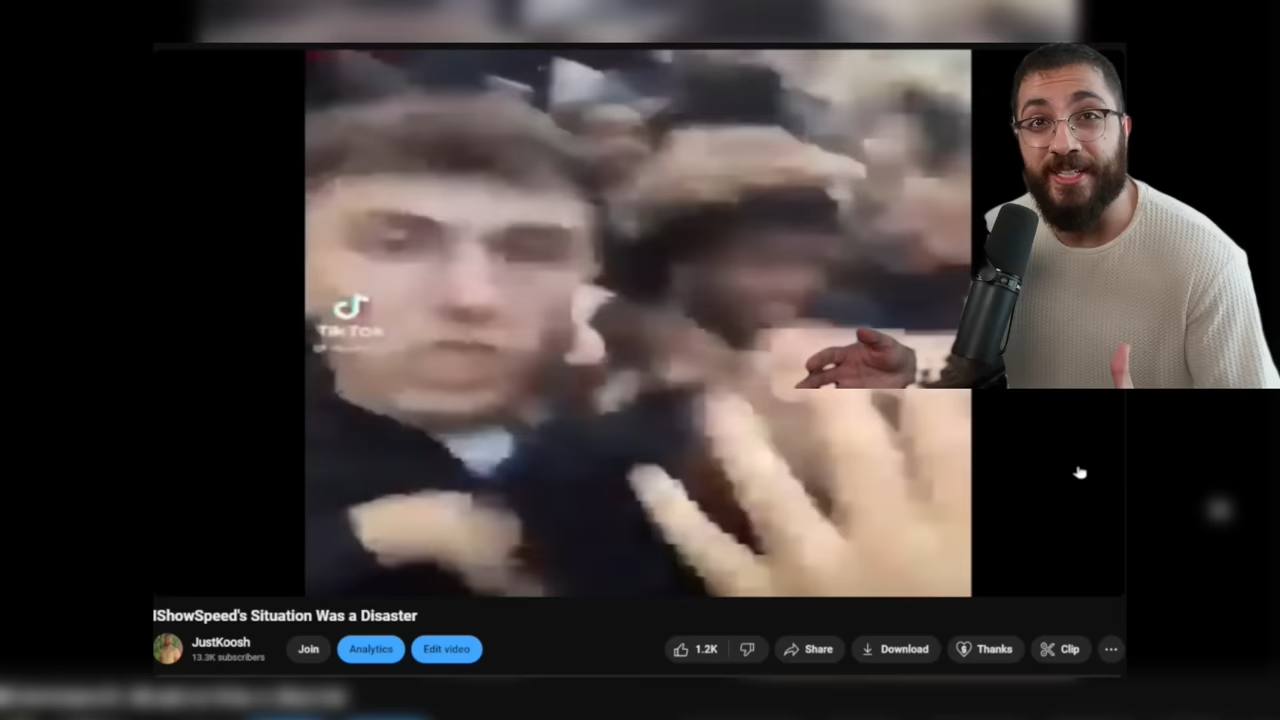 TikTok
IShowSpeed's Situation Was a Disaster
JustKoosh
13.3K subscribers
Join
Analytics
Edit video
1.2K
Share
Download
Thanks
Clip